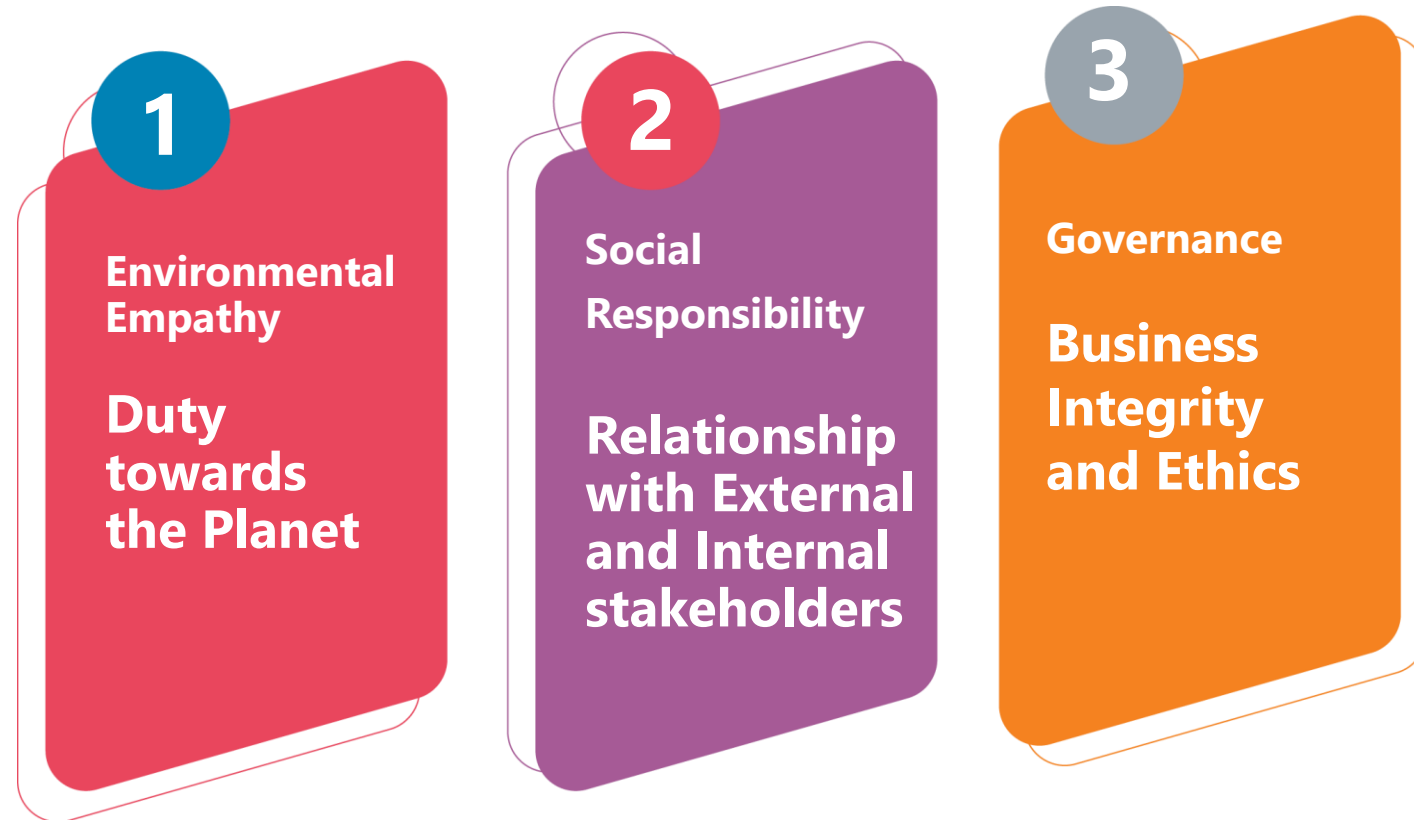 1
Environmental
Empathy
Duty
towards
the Planet
2
Social
Responsibility
Relationship
with External
and Internal
stakeholders
3
Governance
Business
Integrity
and Ethics